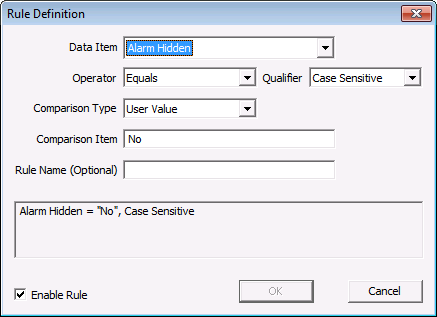 Rule Definition
Data Item Alarm Hidden
Operator Equals Qualifier Case Sensitive
Comparison Type User Value
Comparison Item No
Rule Name (Optional)
Alarm Hidden = "No", Case Sensitive
Enable Rule OK Cancel